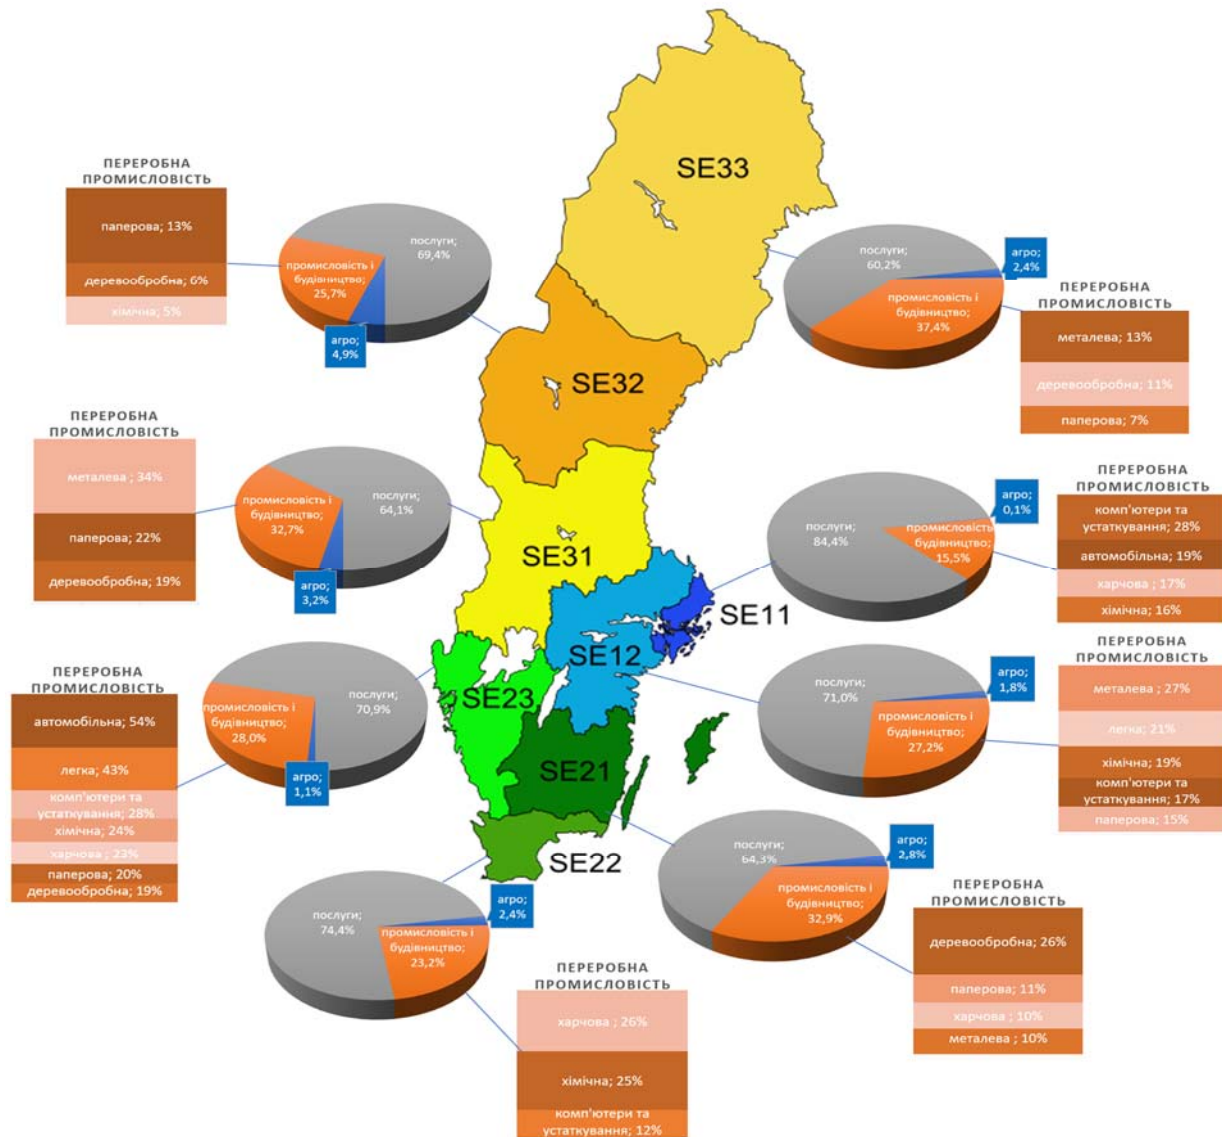 SE33
SE32
SE31
SE11
SE12
SE23
SE21
SE22
ПЕРЕРОБНА
ПРОМИСЛОВІСТЬ
паперова; 13%
деревообробна; 6%
хімічна; 5%
послуги;
69,4%
промисловість і
будівництво;
25,7%
агро;
4,9%
послуги;
60,2%
агро;
2,4%
промисловість і
будівництво;
37,4%
ПЕРЕРОБНА
ПРОМИСЛОВІСТЬ
металева; 13%
деревообробна; 11%
паперова; 7%
ПЕРЕРОБНА
ПРОМИСЛОВІСТЬ
металева ; 34%
паперова; 22%
деревообробна; 19%
послуги;
64,1%
промисловість і
будівництво;
32,7%
агро;
3,2%
послуги;
84,4%
агро;
0,1%
промисловість і
будівництво;
15,5%
ПЕРЕРОБНА
ПРОМИСЛОВІСТЬ
комп'ютери та
устаткування; 28%
автомобільна; 19%
харчова ; 17%
хімічна; 16%
ПЕРЕРОБНА
ПРОМИСЛОВІСТЬ
автомобільна; 54%
легка; 43%
комп'ютери та
устаткування; 28%
хімічна; 24%
харчова ; 23%
паперова; 20%
деревообробна; 19%
послуги;
70,9%
промисловість і
будівництво;
28,0%
агро;
1,1%
послуги;
71,0%
агро;
1,8%
промисловість і
будівництво;
27,2%
ПЕРЕРОБНА
ПРОМИСЛОВІСТЬ
металева ; 27%
легка; 21%
хімічна; 19%
комп'ютери та
устаткування; 17%
паперова; 15%
послуги;
74,4%
агро;
2,4%
промисловість і
будівництво;
23,2%
ПЕРЕРОБНА
ПРОМИСЛОВІСТЬ
харчова ; 26%
хімічна; 25%
комп'ютери та
устаткування; 12%
послуги;
64,3%
агро;
2,8%
промисловість і
будівництво;
32,9%
ПЕРЕРОБНА
ПРОМИСЛОВІСТЬ
деревообробна; 26%
паперова; 11%
харчова ; 10%
металева ; 10%